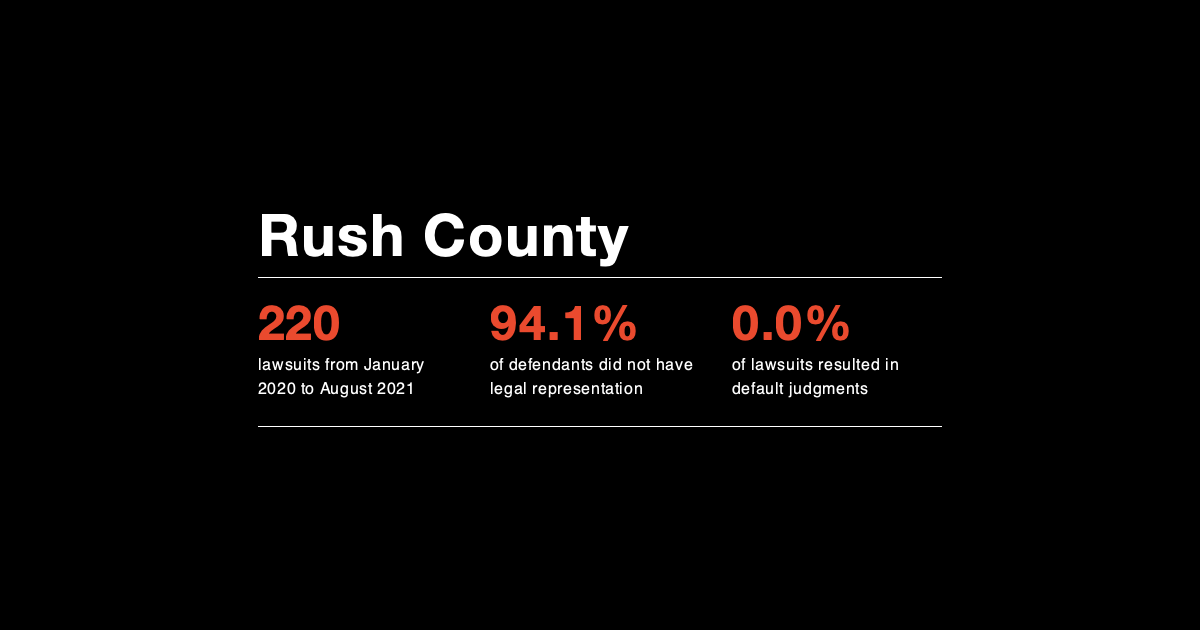 Rush County
220
lawsuits from January
2020 to August 2021
94.1%
of defendants did not have
legal representation
0.0%
of lawsuits resulted in
default judgments